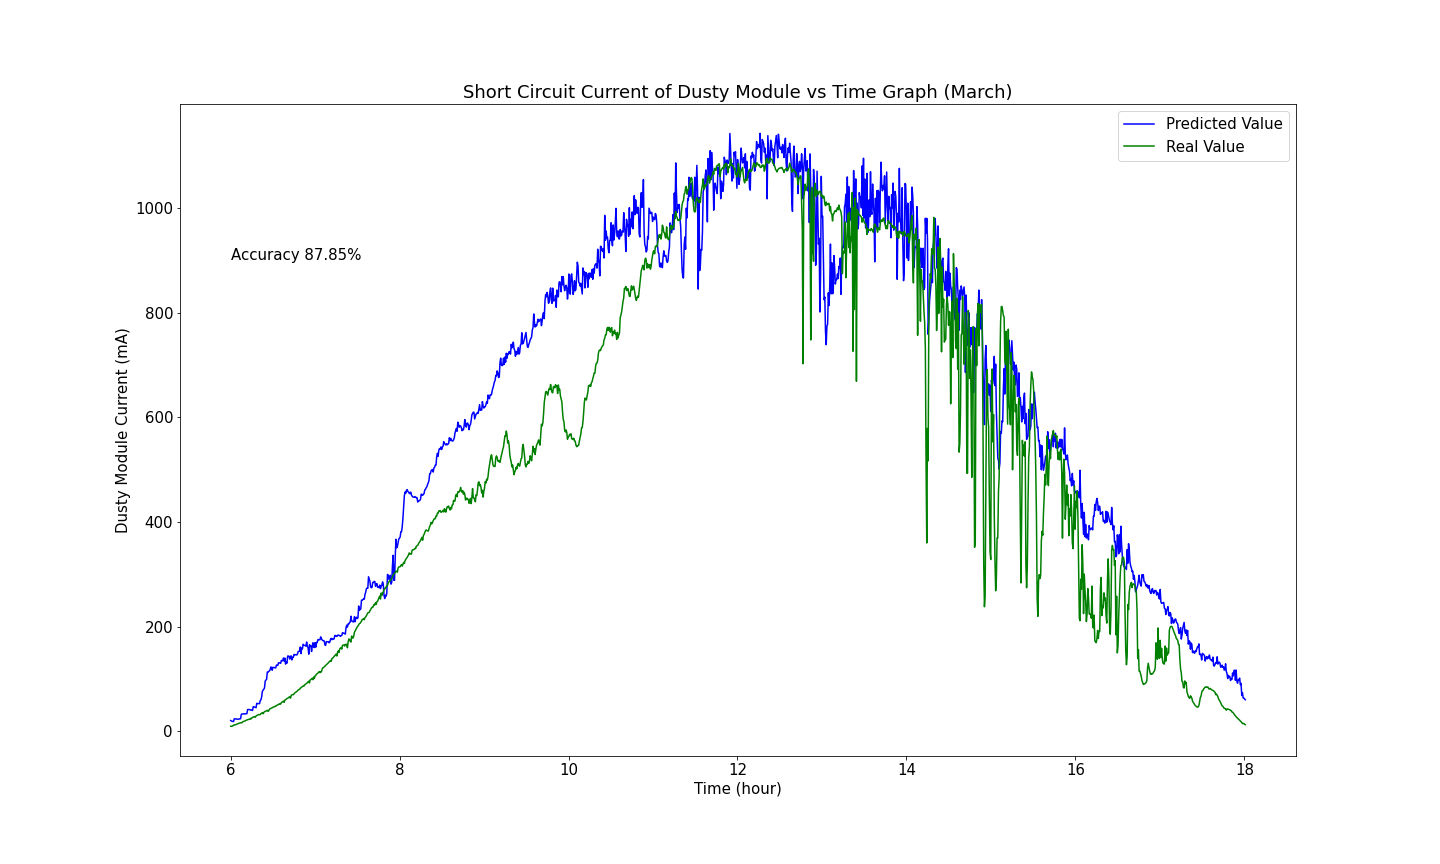 Short Circuit Current of Dusty Module vs Time Graph (March)
Predicted Value
Real Value
Accuracy 87.85%
Dusty Module Current (mA)
1000
800
600
400
200
0
6 8 10 12 14 16 18
Time (hour)